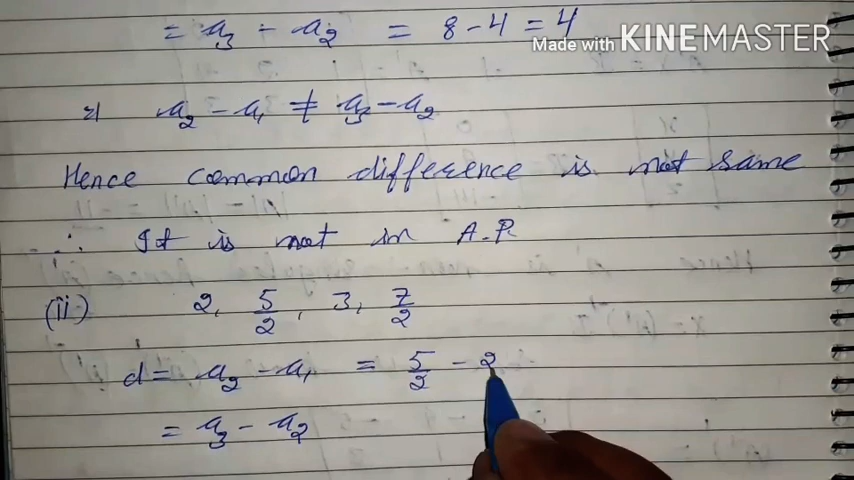 = a₃ - a₂ = 8 - 4 = 4
Made with KINEMASTER
a₂ - a₁ ≠ a₃ - a₂
Hence common difference is not same
∴ It is not in A.P
(ii) 2, 5/2, 3, 7/2
d = a₂ - a₁ = 5/2 - 2
= a₃ - a₂